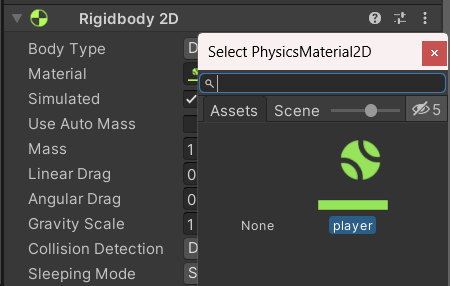 Rigidbody 2D
Body Type D
Select PhysicsMaterial2D
Material
Simulated
Assets Scene 5
Use Auto Mass
Mass 1
Linear Drag 0
Angular Drag 0
Gravity Scale 1
None player
Collision Detection D
Sleeping Mode S